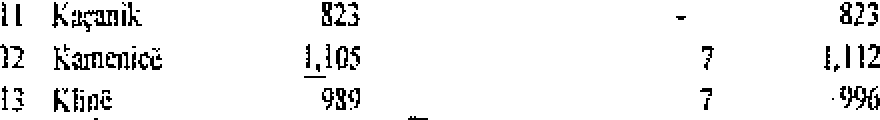 11 Kaçanik 823 - 823
12 Kamenicë 1,105 7 1,112
13 Klinë 989 7 996